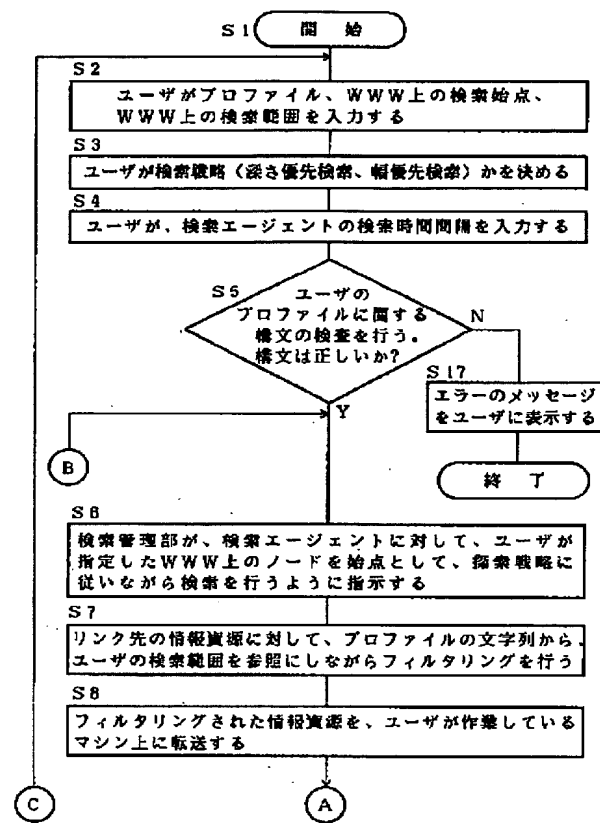 S1
開 始
S2
ユーザがプロファイル、WWW上の検索始点、
WWW上の検索範囲を入力する
S3
ユーザが検索戦略(深さ優先検索、幅優先検索)かを決める
S4
ユーザが、検索エージェントの検索時間間隔を入力する
S5
ユーザの
プロファイルに関する
構文の検査を行う。
構文は正しいか?
N
S17
エラーのメッセージ
をユーザに表示する
終 了
Y
B
S6
検索管理部が、検索エージェントに対して、ユーザが
指定したWWW上のノードを始点として、探索戦略に
従いながら検索を行うように指示する
S7
リンク先の情報資源に対して、プロファイルの文字列から、
ユーザの検索範囲を参照にしながらフィルタリングを行う
S8
フィルタリングされた情報資源を、ユーザが作業している
マシン上に転送する
C
A